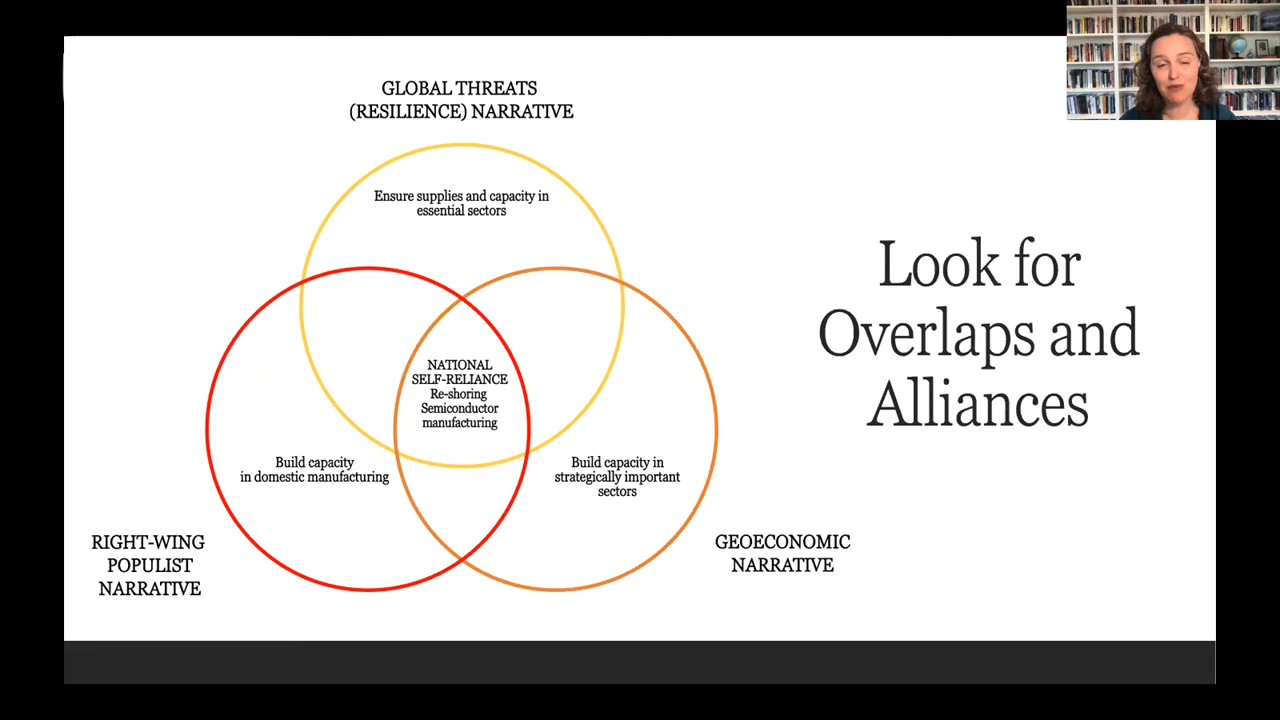 GLOBAL THREATS
(RESILIENCE) NARRATIVE
Ensure supplies and capacity in
essential sectors
NATIONAL
SELF-RELIANCE
Re-shoring
Semiconductor
manufacturing
Build capacity
in domestic manufacturing
Build capacity in
strategically important
sectors
RIGHT-WING
POPULIST
NARRATIVE
GEOECONOMIC
NARRATIVE
Look for
Overlaps and
Alliances